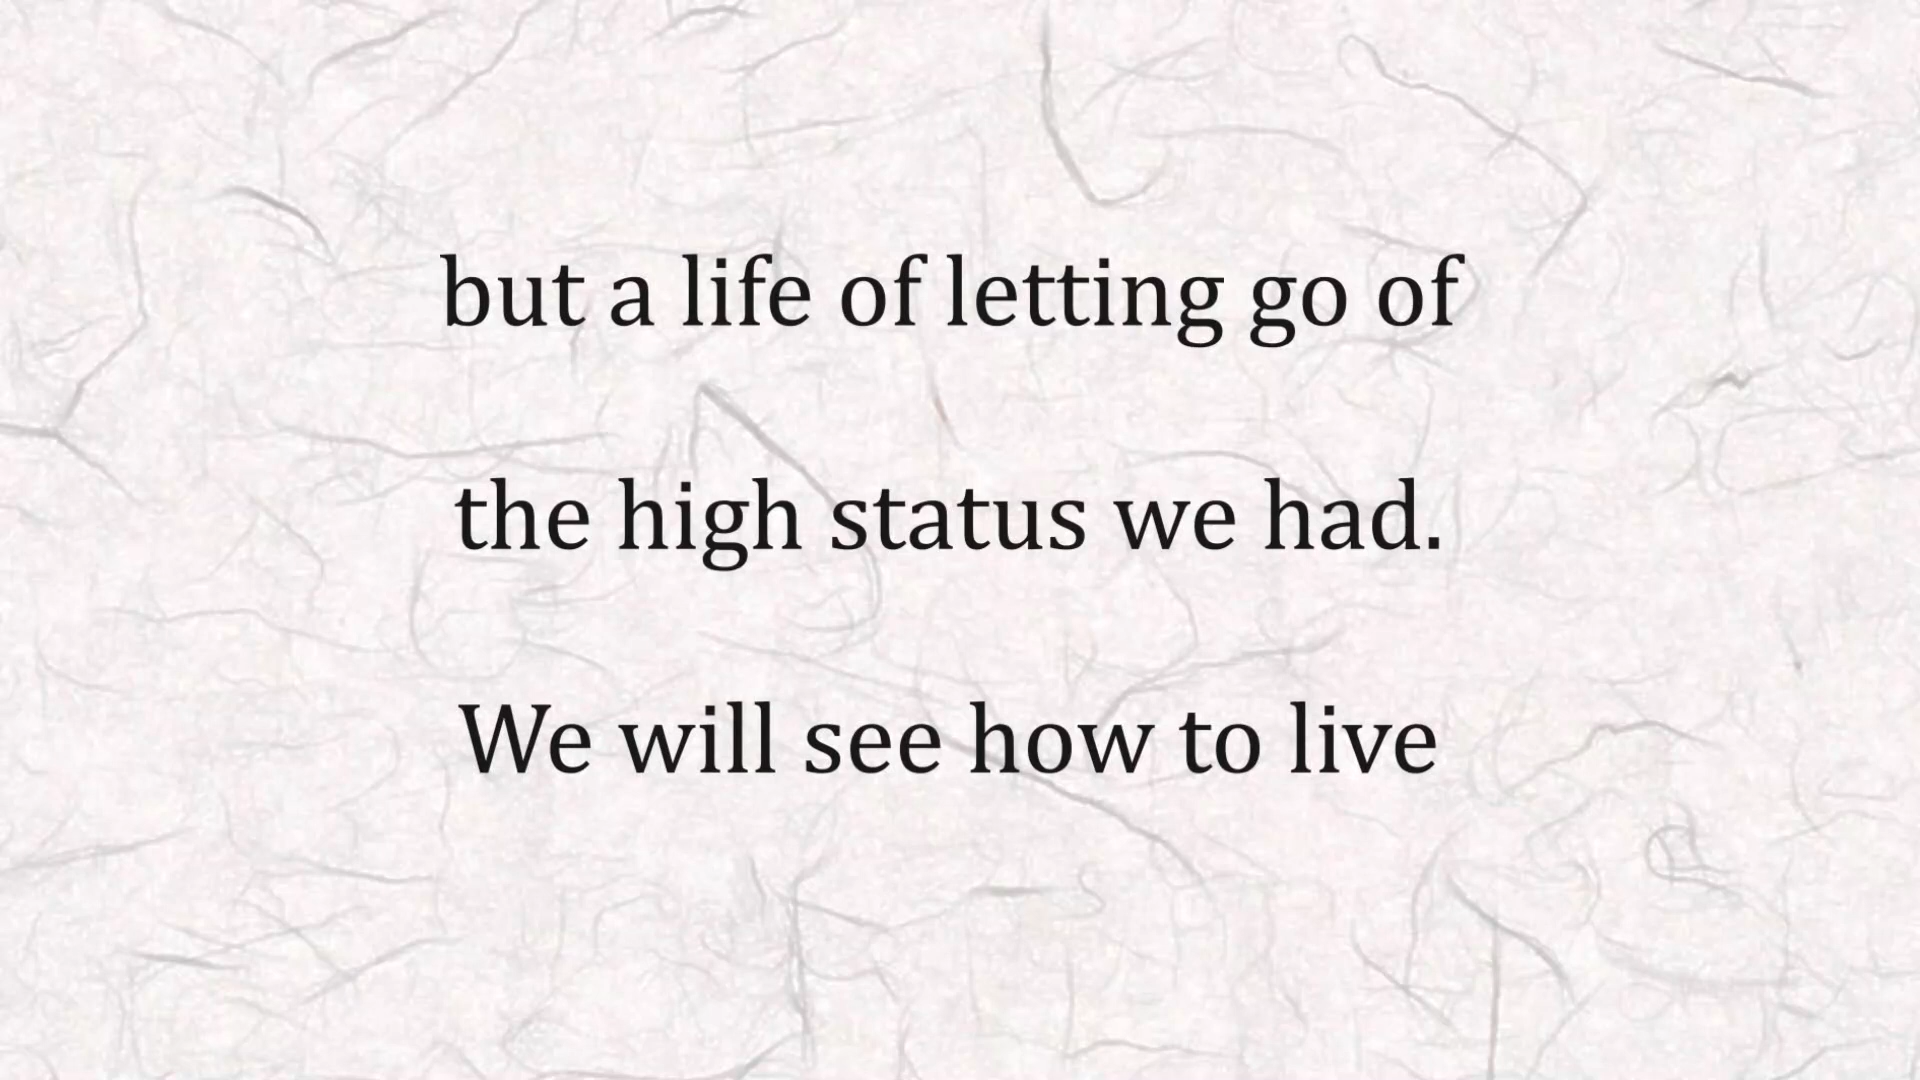 but a life of letting go of
the high status we had.
We will see how to live